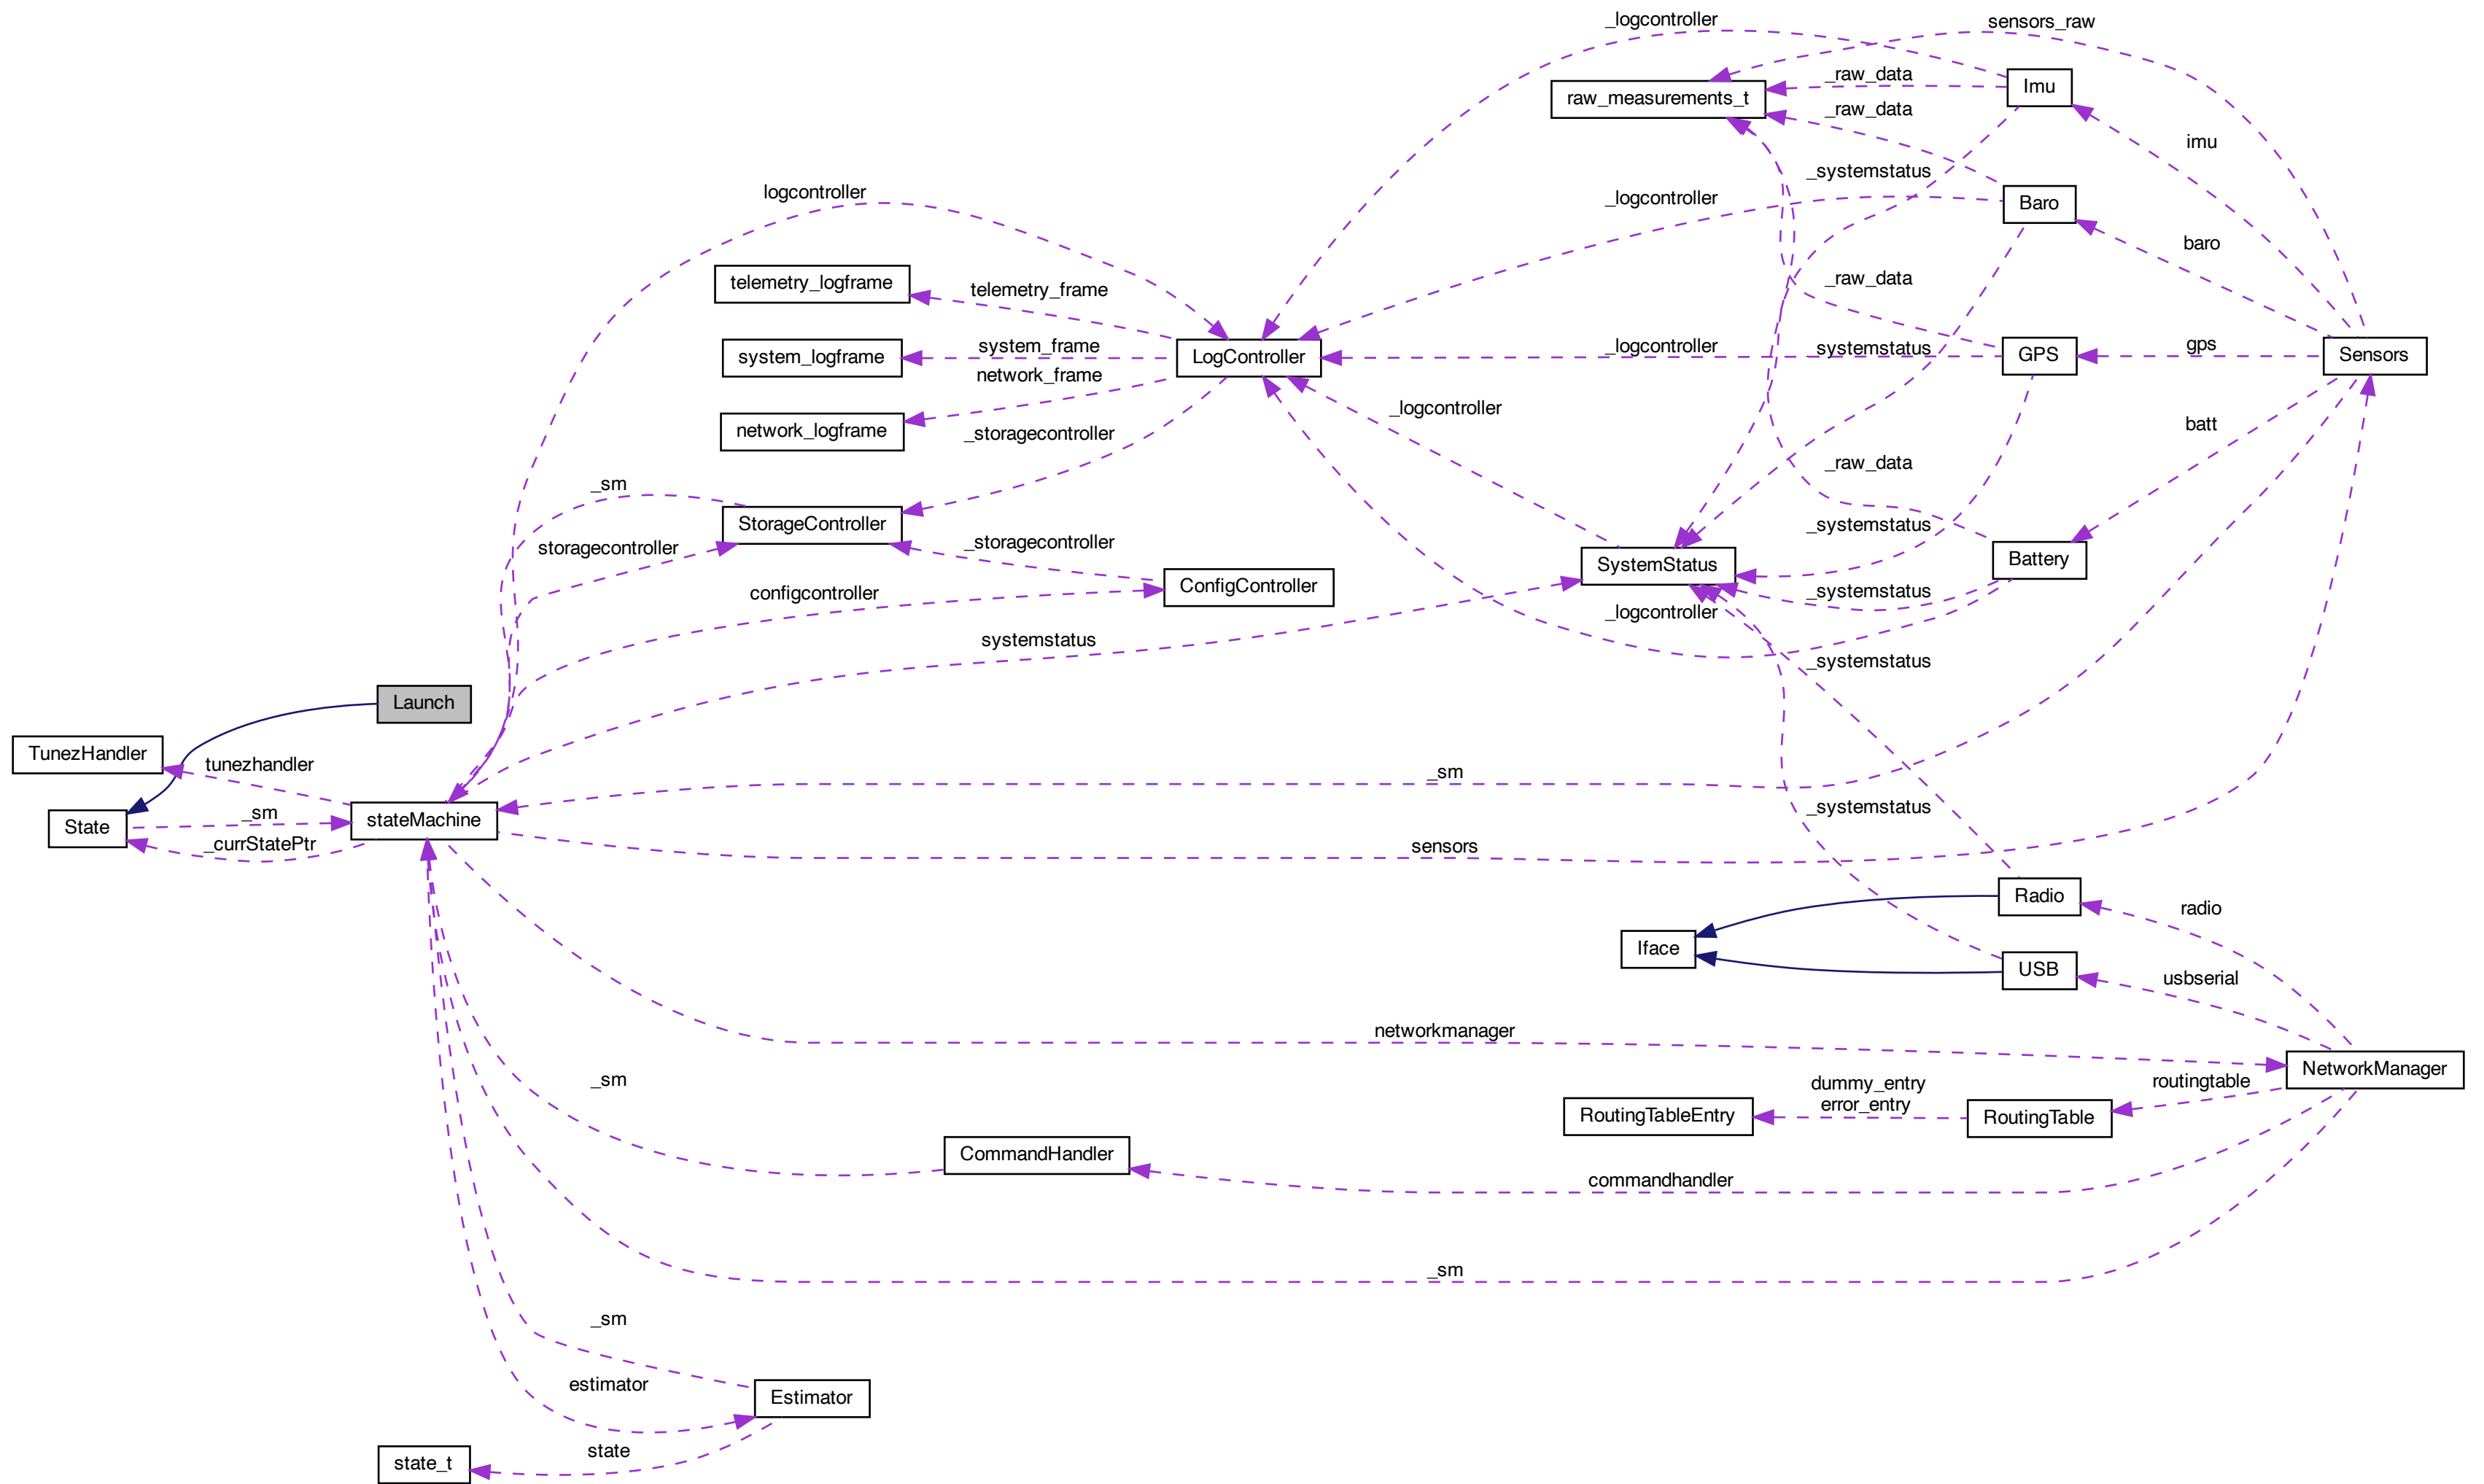 _logcontroller
sensors_raw
_raw_data
Imu
raw_measurements_t
_raw_data
imu
_systemstatus
logcontroller
_logcontroller
Baro
baro
telemetry_logframe
telemetry_frame
_raw_data
system_logframe
system_frame
LogController
_logcontroller
_systemstatus
GPS
gps
Sensors
network_frame
network_logframe
_storagecontroller
_logcontroller
batt
_raw_data
_sm
StorageController
_systemstatus
storagecontroller
_storagecontroller
SystemStatus
Battery
configcontroller
ConfigController
_systemstatus
_logcontroller
systemstatus
_systemstatus
Launch
TunezHandler
tunezhandler
_sm
_systemstatus
State
_sm
stateMachine
_currStatePtr
sensors
Radio
radio
Iface
USB
usbserial
networkmanager
NetworkManager
_sm
dummy_entry
error_entry
routingtable
RoutingTableEntry
RoutingTable
CommandHandler
commandhandler
_sm
_sm
estimator
Estimator
state
state_t